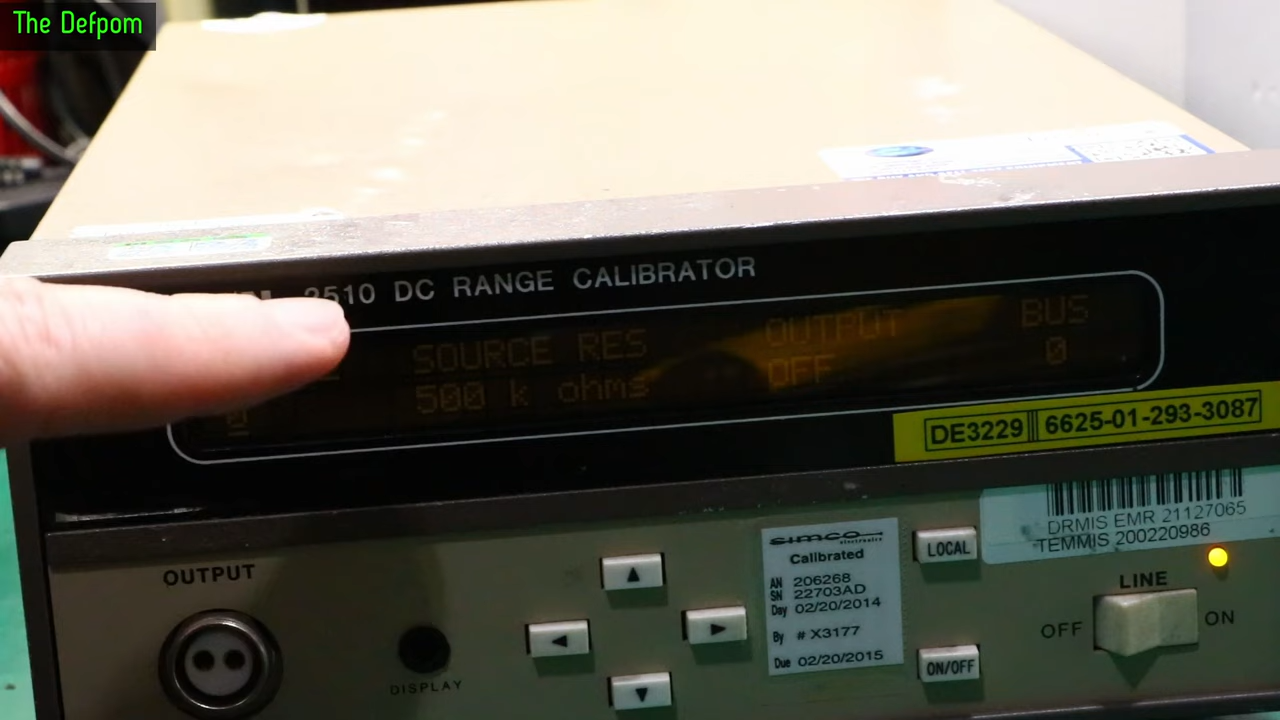 The Defpom
2510 DC RANGE CALIBRATOR
SOURCE RES OUTPUT BUS
500 k ohms OFF 0
DE3229 6625-01-293-3087
DRMIS EMR 21127065
TEMMIS 200220986
simco
electronics
Calibrated
AN 206268
SN 22703AD
Day 02/20/2014
By # X3177
Due 02/20/2015
LOCAL
ON/OFF
LINE
OFF ON
OUTPUT
DISPLAY